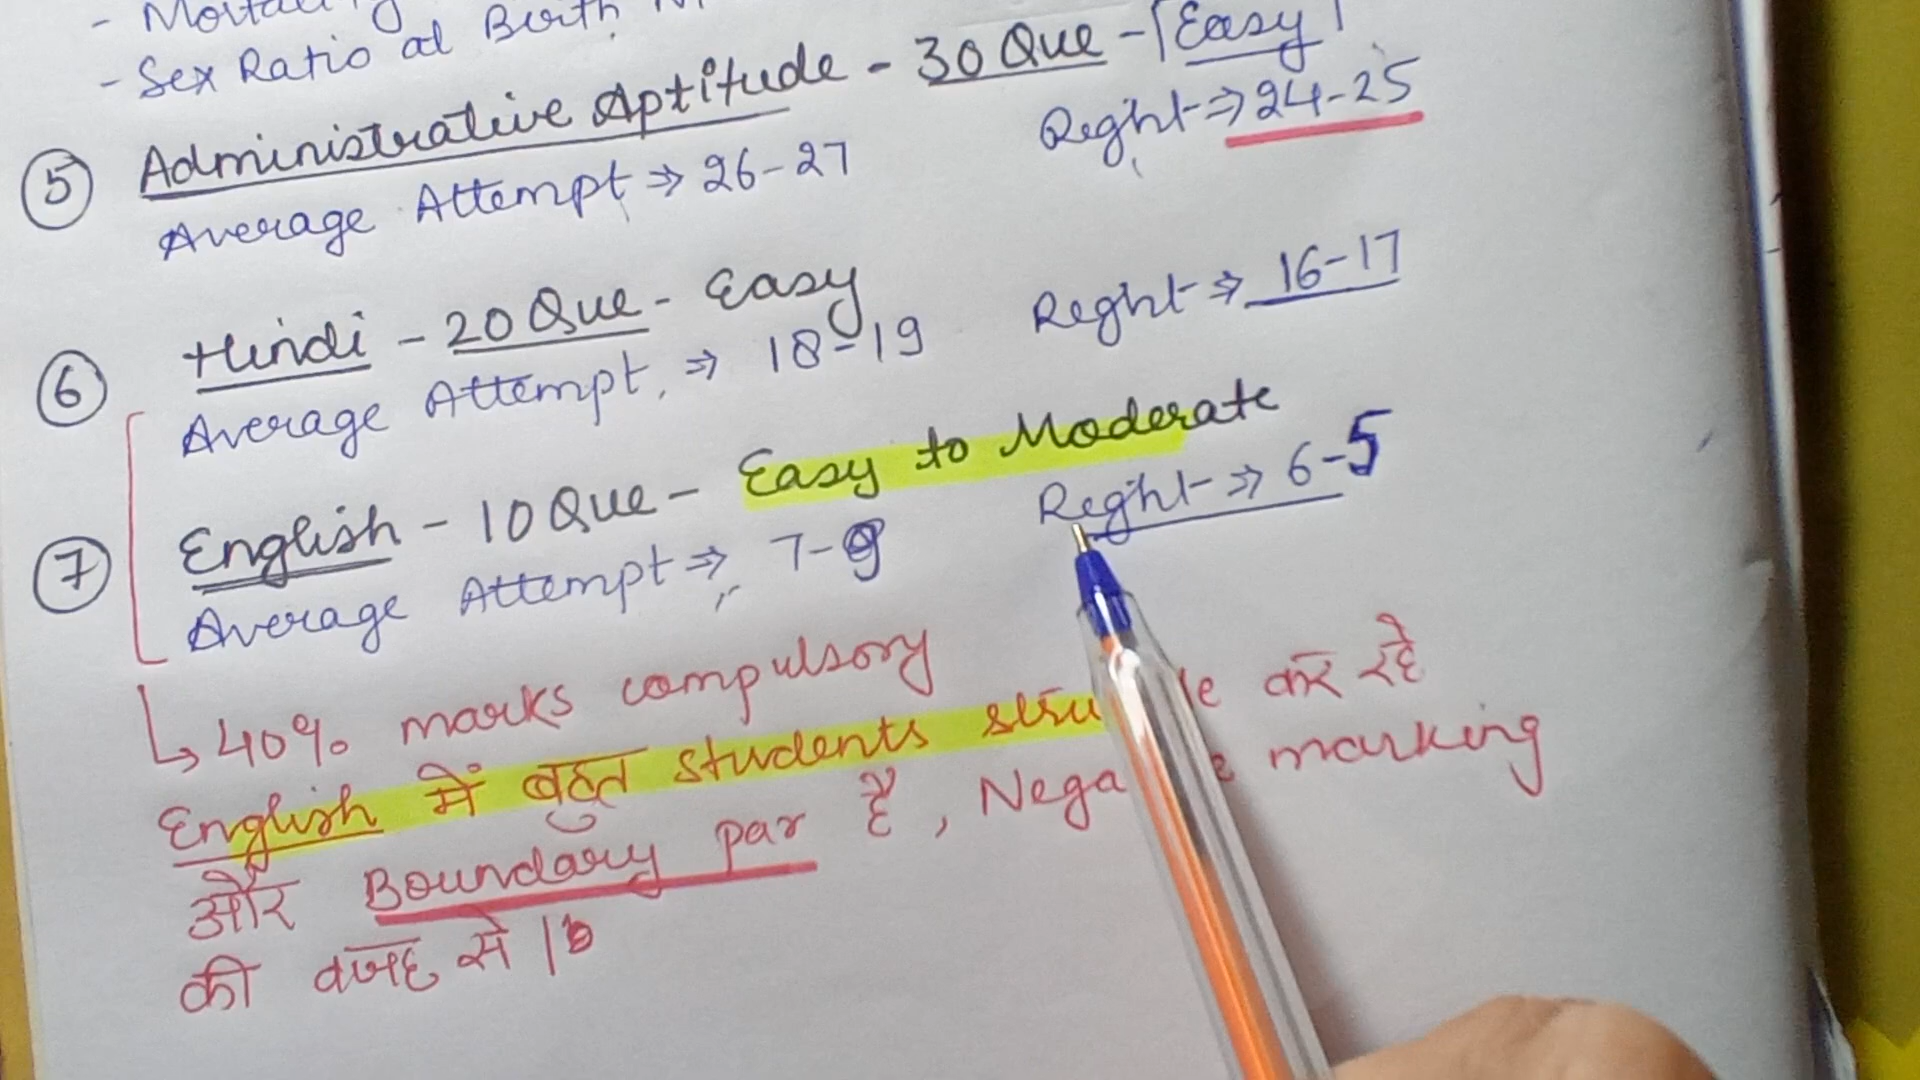 - Sex Ratio at Birth
⑤ Administrative Aptitude - 30 Que - Easy
Average Attempt ⇒ 26-27 Reght ⇒ 24-25
⑥ Hindi - 20 Que - Easy
Average Attempt ⇒ 18-19 Reght ⇒ 16-17
⑦ English - 10 Que - Easy to Moderate
Average Attempt ⇒ 7-9 Reght ⇒ 6-5
↳ 40% marks compulsory
English में बहुत students कर रहे
और Boundary par है, marking
की वजह से |